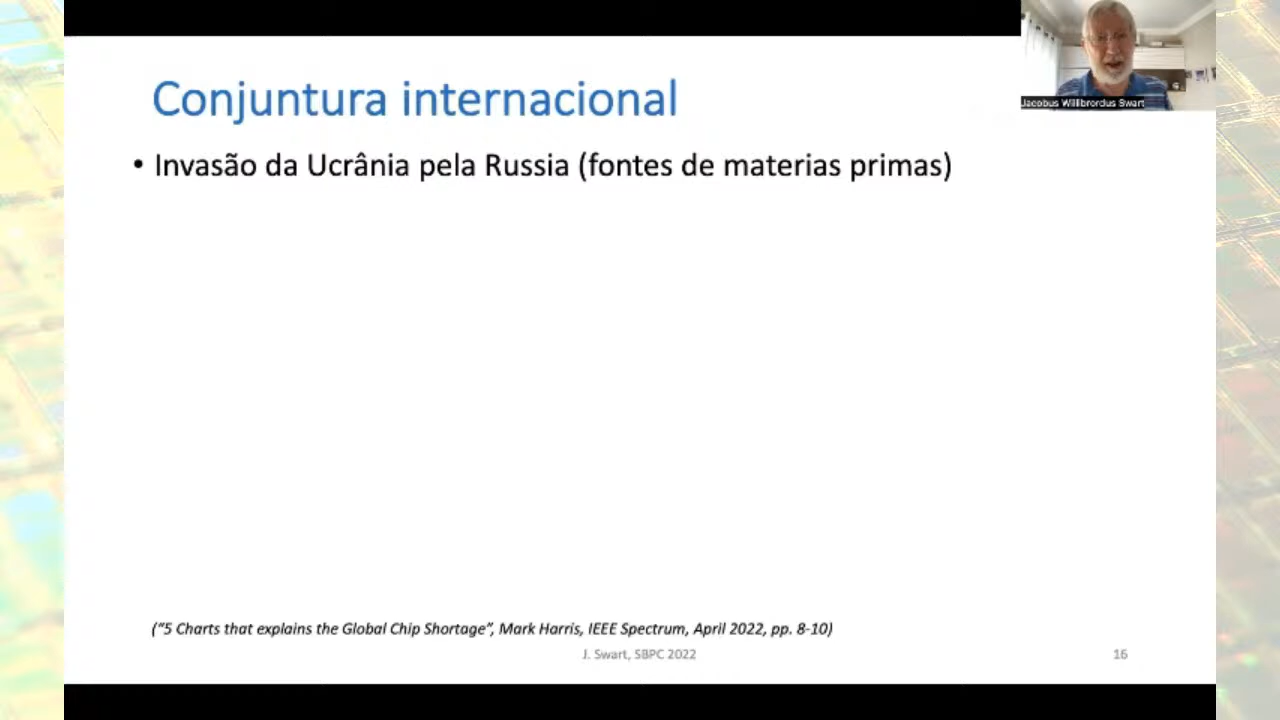 Jacobus Willibrordus Swart
Conjuntura internacional
• Invasão da Ucrânia pela Russia (fontes de materias primas)
(“5 Charts that explains the Global Chip Shortage”, Mark Harris, IEEE Spectrum, April 2022, pp. 8-10)
J. Swart, SBPC 2022
16